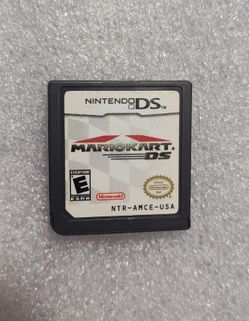 NINTENDO DS
MARIOKART
DS
EVERYONE
E
ESRB
Nintendo
NTR-AMCE-USA